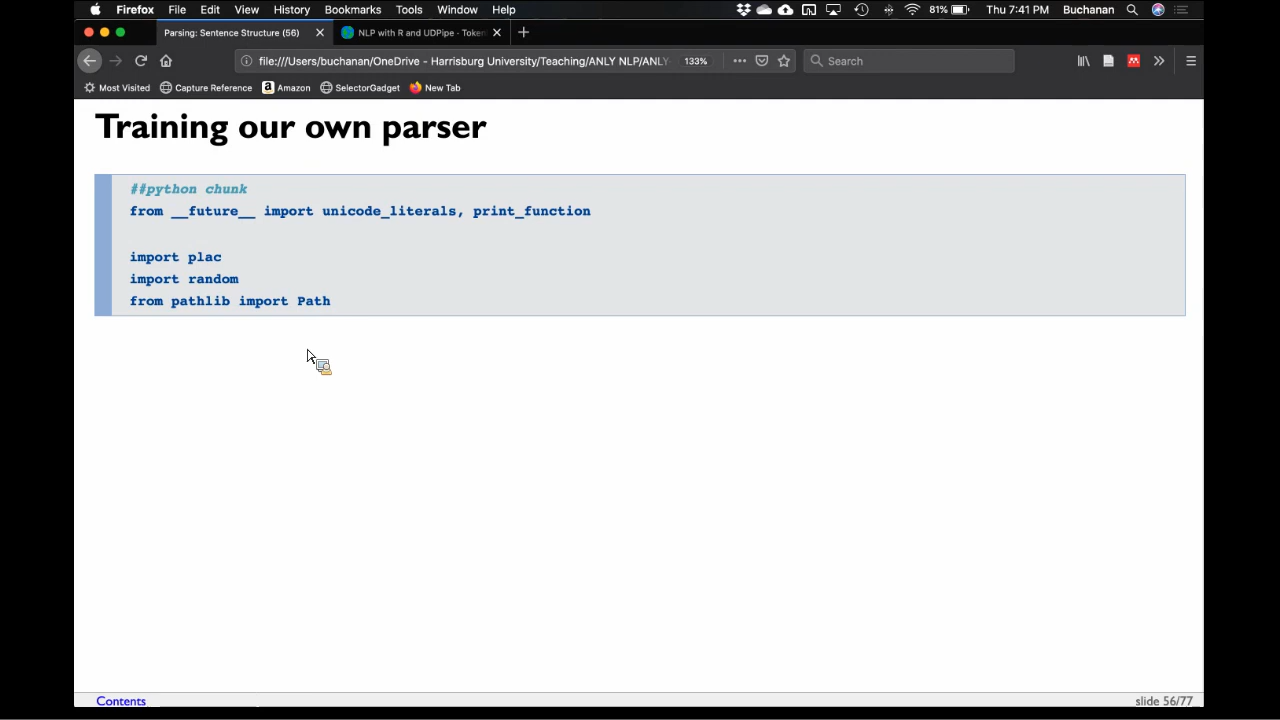 Firefox File Edit View History Bookmarks Tools Window Help 81% Thu 7:41 PM Buchanan
Parsing: Sentence Structure (56) NLP with R and UDPipe - Token
file:///Users/buchanan/OneDrive - Harrisburg University/Teaching/ANLY NLP/ANLY 133% Search
Most Visited Capture Reference Amazon SelectorGadget New Tab
Training our own parser
##python chunk
from __future__ import unicode_literals, print_function
import plac
import random
from pathlib import Path
Contents slide 56/77